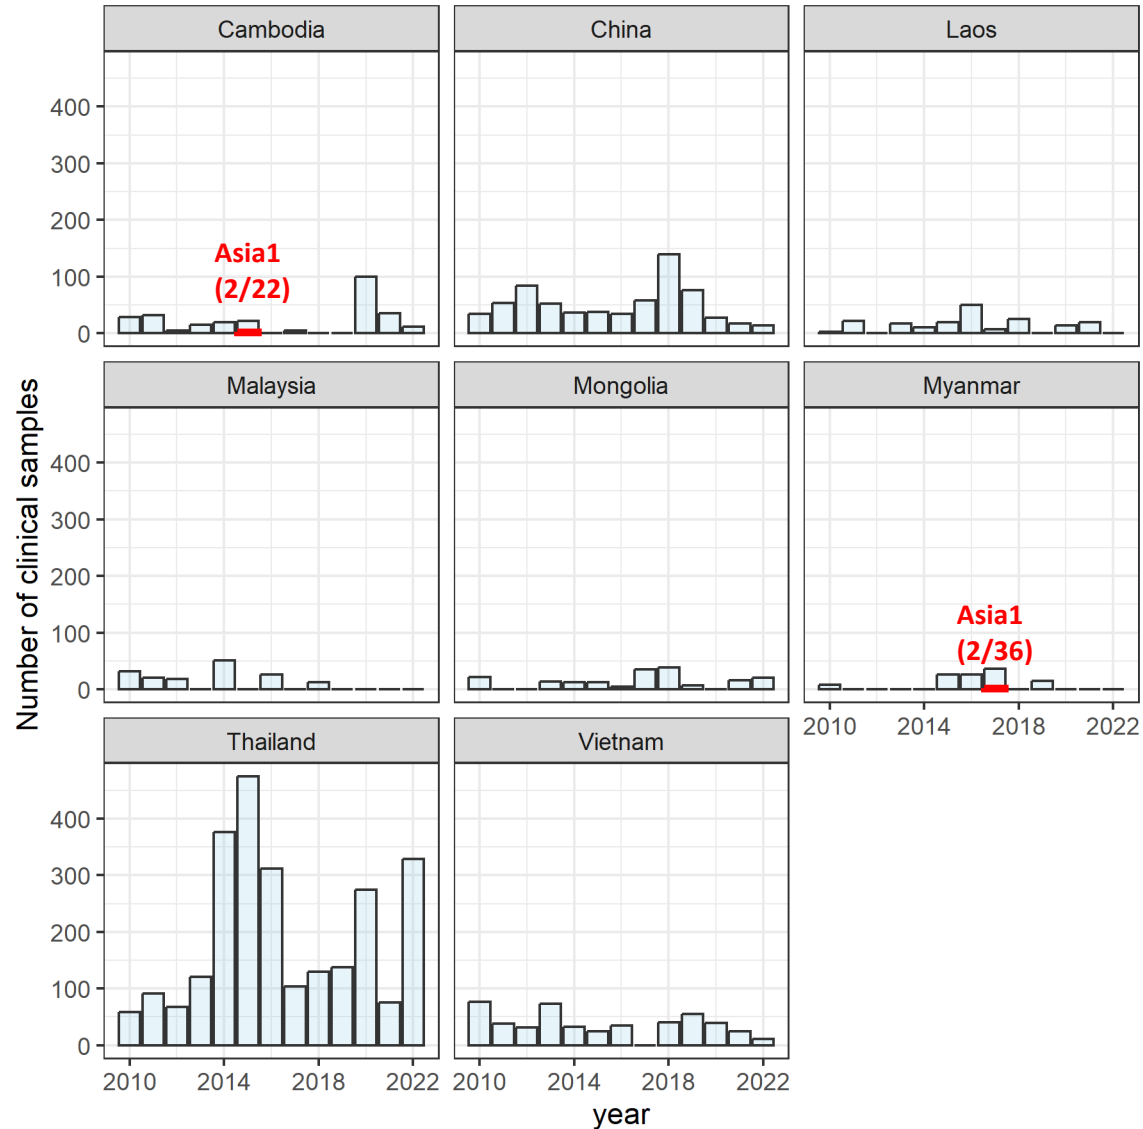 Cambodia
China
Laos
400
300
200
100
0
Asia1
(2/22)
Malaysia
Mongolia
Myanmar
Number of clinical samples
400
300
200
100
0
Asia1
(2/36)
2010 2014 2018 2022
Thailand
Vietnam
400
300
200
100
0
2010 2014 2018 2022
2010 2014 2018 2022
year